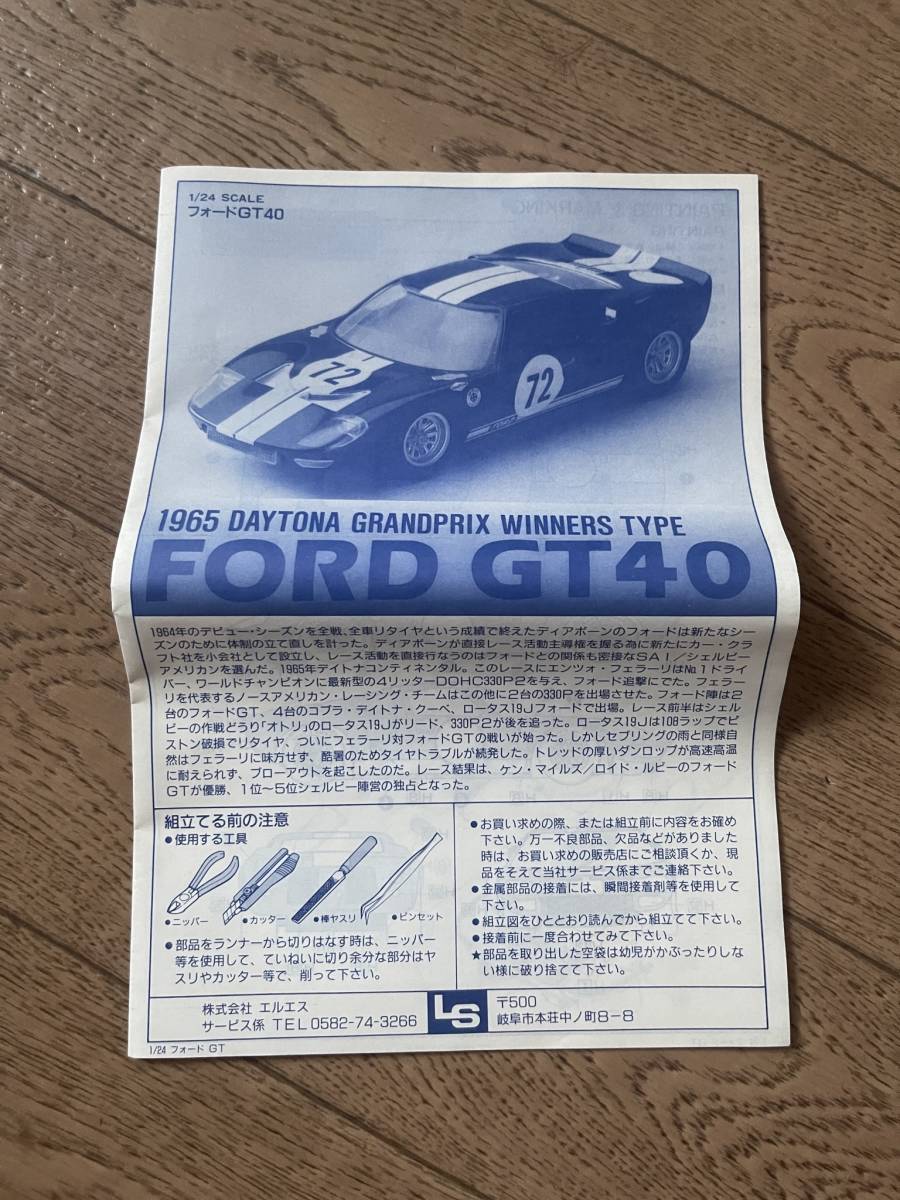 1/24 SCALE
フォードGT40
72
72
FORD
1965 DAYTONA GRANDPRIX WINNERS TYPE
FORD GT40
1964年のデビュー・シーズンを全戦、全車リタイヤという成績で終えたディアボーンのフォードは新たなシー
ズンのために体制の立て直しを計った。ディアボーンが直接レース活動主導権を握る為に新たにカー・クラ
フト社を小会社として設立し、レース活動を直接行なうのはフォードとの関係も密接なSAI/シェルビー
アメリカンを選んだ。1965年デイトナコンティネンタル。このレースにエンツォ・フェラーリは№1ドライ
バー、ワールドチャンピオンに最新型の4リッターDOHC330P2を与え、フォード追撃にでた。フェラー
リを代表するノースアメリカン・レーシング・チームはこの他に2台の330Pを出場させた。フォード陣は2
台のフォードGT、4台のコブラ・デイトナ・クーペ、ロータス19Jフォードで出場。レース前半はシェル
ビーの作戦どうり「オトリ」のロータス19Jがリード、330P2が後を追った。ロータス19Jは108ラップでピ
ストン破損でリタイヤ、ついにフェラーリ対フォードGTの戦いが始った。しかしセブリングの雨と同様自
然はフェラーリに味方せず、酷暑のためタイヤトラブルが続発した。トレッドの厚いダンロップが高速高温
に耐えられず、ブローアウトを起こしたのだ。レース結果は、ケン・マイルズ/ロイド・ルビーのフォード
GTが優勝、1位〜5位シェルビー陣営の独占となった。
組立てる前の注意
●使用する工具
●ニッパー
●カッター
●棒ヤスリ
●ピンセット
●部品をランナーから切りはなす時は、ニッパー
等を使用して、ていねいに切り余分な部分はヤ
スリやカッター等で、削って下さい。
●お買い求めの際、または組立前に内容をお確め
下さい。万一不良部品、欠品などがありました
時は、お買い求めの販売店にご相談頂くか、現
品をそえて当社サービス係までご連絡下さい。
●金属部品の接着には、瞬間接着剤等を使用して
下さい。
●組立図をひととおり読んでから組立てて下さい。
●接着前に一度合わせてみて下さい。
★部品を取り出した空袋は幼児がかぶったりしな
い様に破り捨てて下さい。
株式会社 エルエス
サービス係 TEL0582-74-3266
LS
〒500
岐阜市本荘中ノ町8-8
1/24 フォード GT